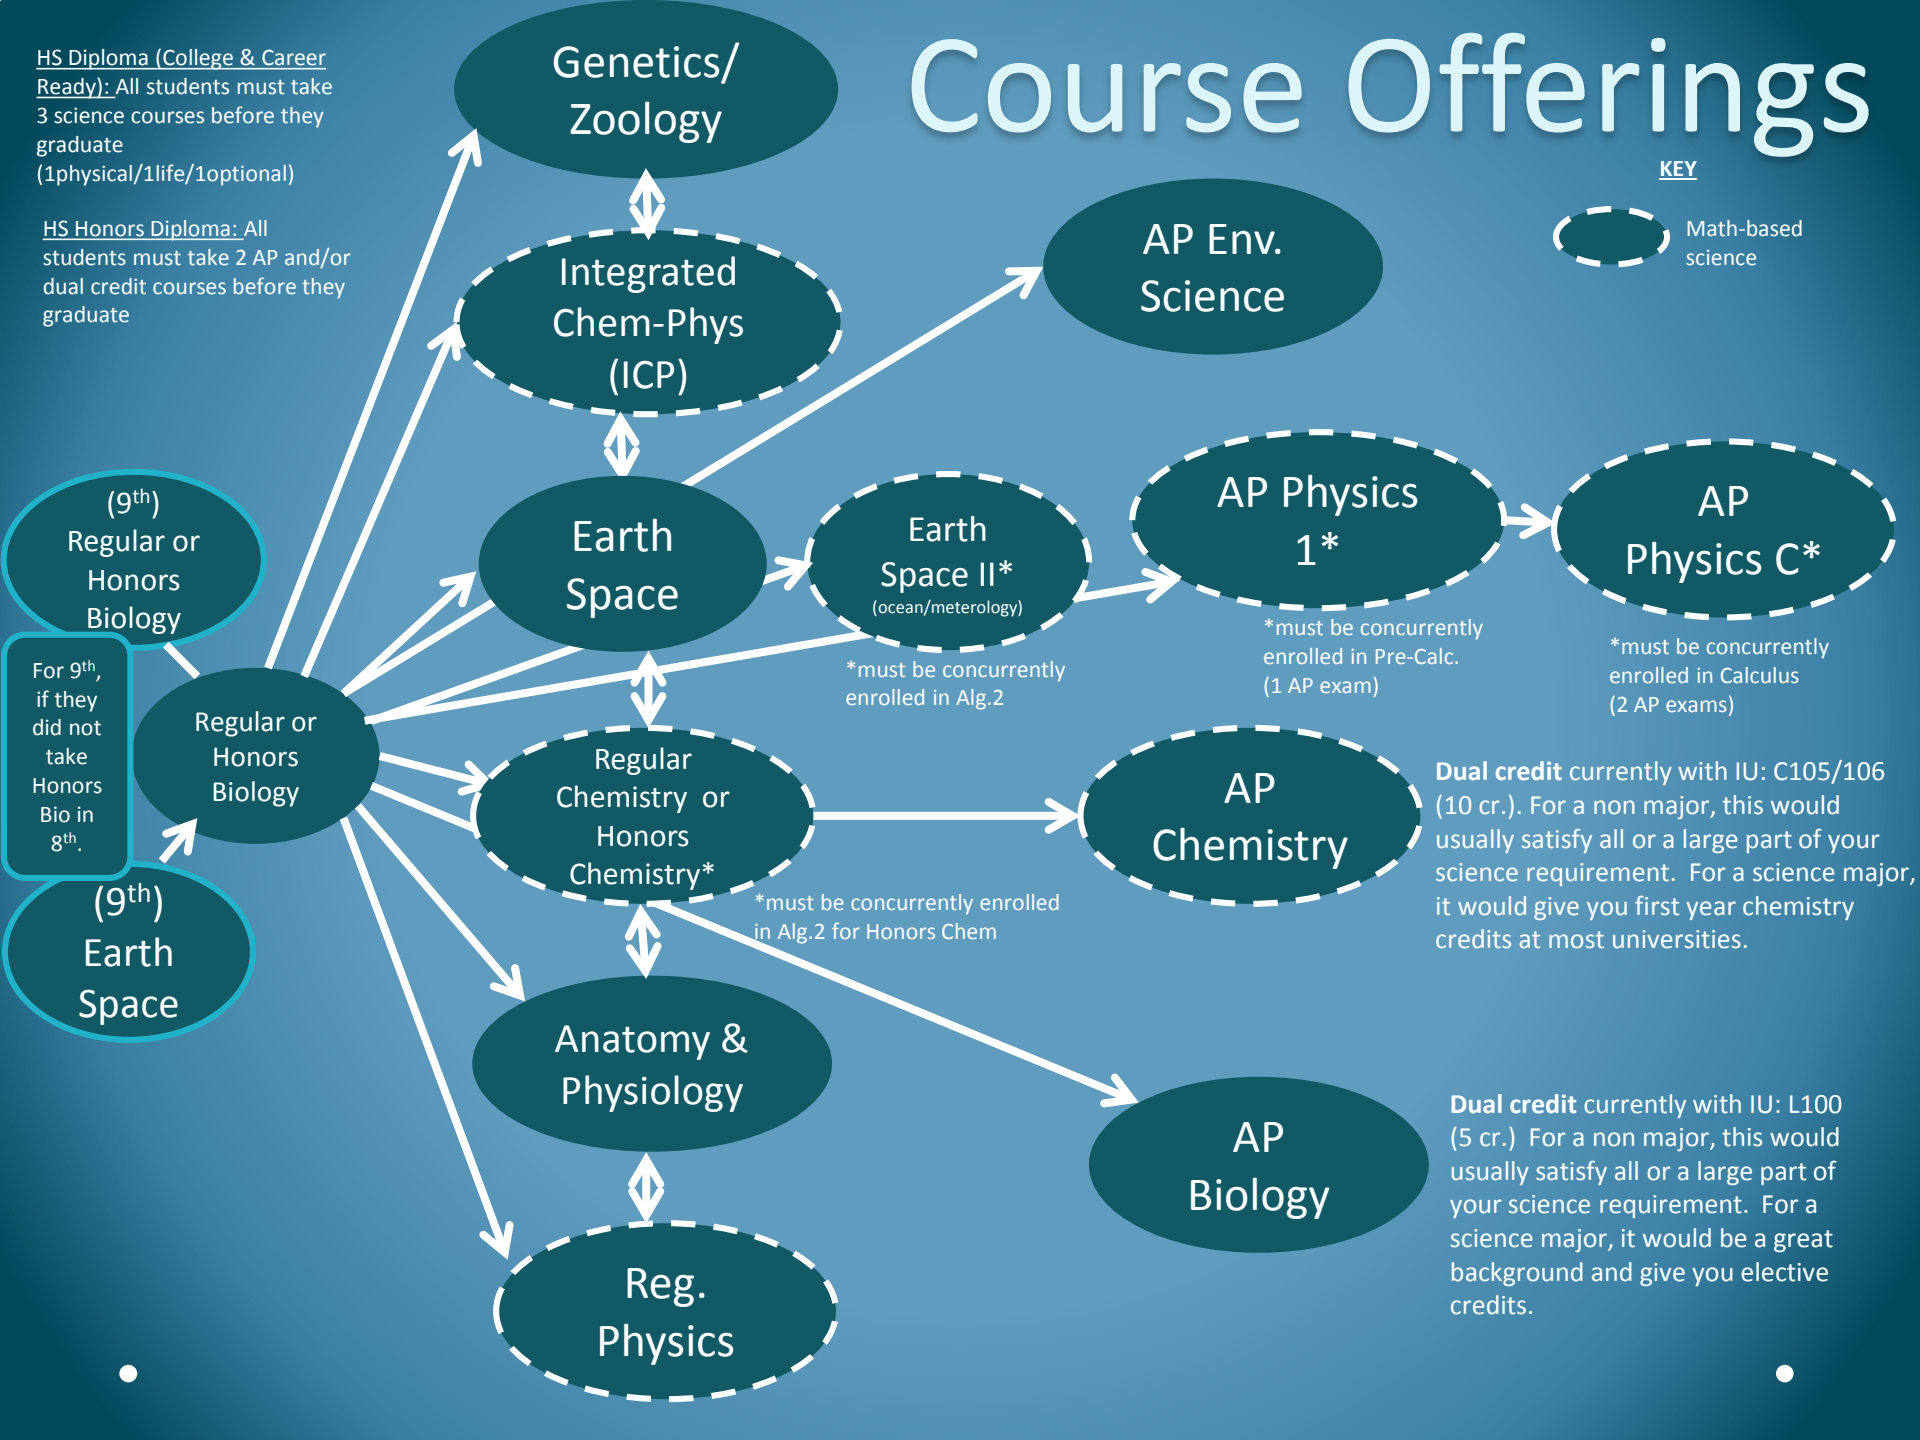 Course Offerings
HS Diploma (College & Career
Ready): All students must take
3 science courses before they
graduate
(1physical/1life/1optional)
HS Honors Diploma: All
students must take 2 AP and/or
dual credit courses before they
graduate
KEY
Math-based
science
Genetics/
Zoology
Integrated
Chem-Phys
(ICP)
AP Env.
Science
(9th)
Regular or
Honors
Biology
For 9th,
if they
did not
take
Honors
Bio in
8th.
(9th)
Earth
Space
Regular or
Honors
Biology
Earth
Space
Earth
Space II*
(ocean/meterology)
*must be concurrently
enrolled in Alg.2
AP Physics
1*
*must be concurrently
enrolled in Pre-Calc.
(1 AP exam)
AP
Physics C*
*must be concurrently
enrolled in Calculus
(2 AP exams)
Regular
Chemistry or
Honors
Chemistry*
*must be concurrently enrolled
in Alg.2 for Honors Chem
AP
Chemistry
Dual credit currently with IU: C105/106
(10 cr.). For a non major, this would
usually satisfy all or a large part of your
science requirement. For a science major,
it would give you first year chemistry
credits at most universities.
Anatomy &
Physiology
AP
Biology
Dual credit currently with IU: L100
(5 cr.) For a non major, this would
usually satisfy all or a large part of
your science requirement. For a
science major, it would be a great
background and give you elective
credits.
Reg.
Physics